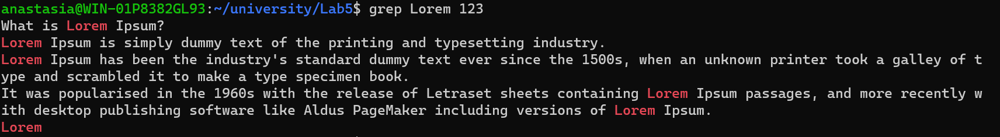 anastasia@WIN-01P8382GL93:~/university/Lab5$ grep Lorem 123
What is Lorem Ipsum?
Lorem Ipsum is simply dummy text of the printing and typesetting industry.
Lorem Ipsum has been the industry's standard dummy text ever since the 1500s, when an unknown printer took a galley of t
ype and scrambled it to make a type specimen book.
It was popularised in the 1960s with the release of Letraset sheets containing Lorem Ipsum passages, and more recently w
ith desktop publishing software like Aldus PageMaker including versions of Lorem Ipsum.
Lorem